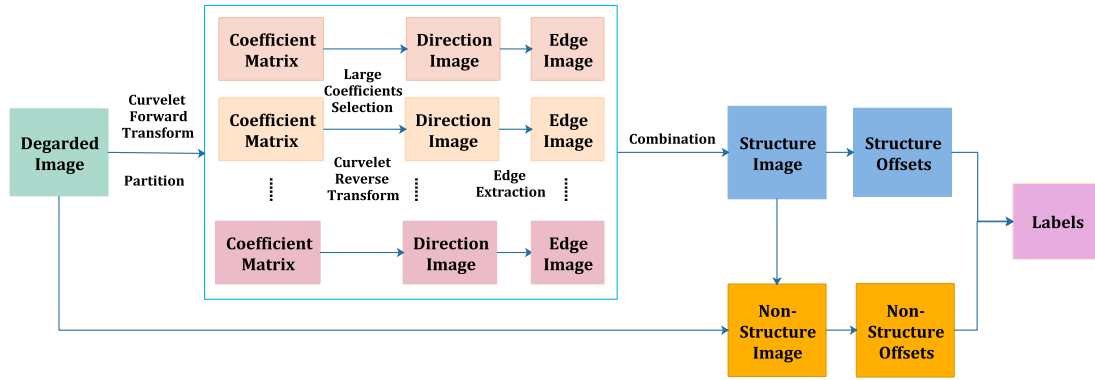 Degarded
Image
Curvelet
Forward
Transform
Partition
Coefficient
Matrix
Large
Coefficients
Selection
Direction
Image
Edge
Image
Coefficient
Matrix
Curvelet
Reverse
Transform
Direction
Image
Edge
Extraction
Edge
Image
Coefficient
Matrix
Direction
Image
Edge
Image
Combination
Structure
Image
Structure
Offsets
Non-
Structure
Image
Non-
Structure
Offsets
Labels